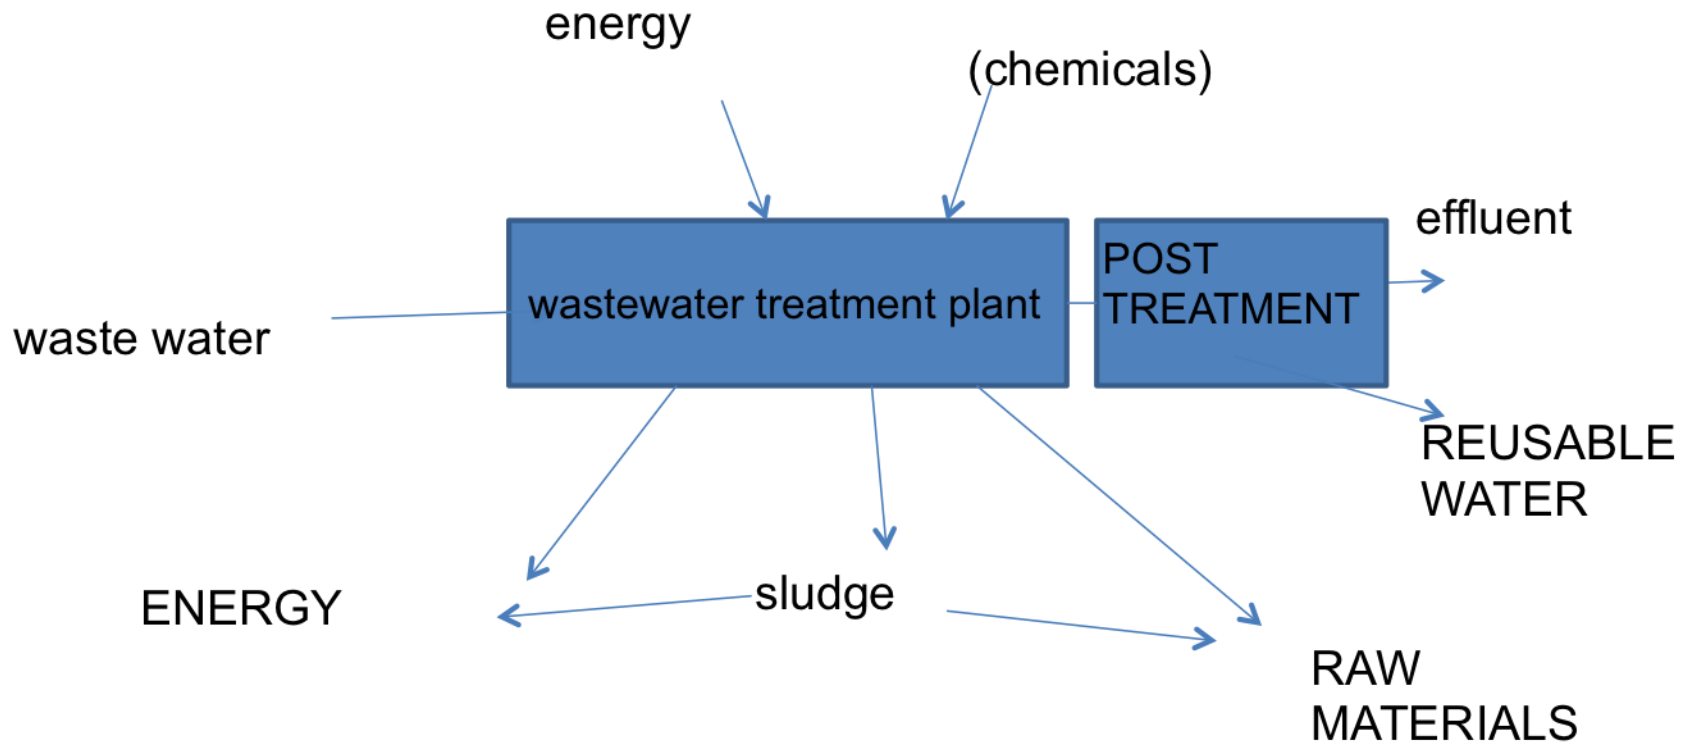 energy
(chemicals)
effluent
POST
TREATMENT
wastewater treatment plant
waste water
REUSABLE
WATER
ENERGY
sludge
RAW
MATERIALS